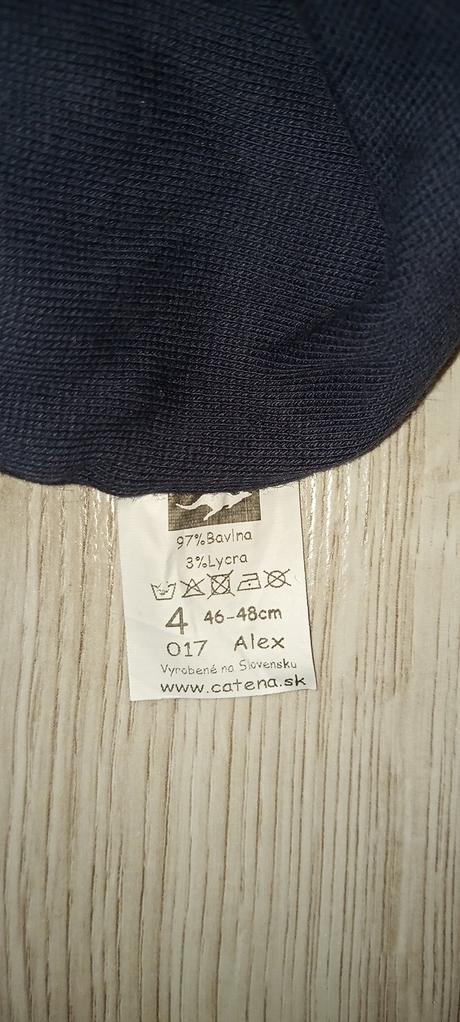 97%Bavlna
3%Lycra
4 46-48cm
017 Alex
Vyrobené na Slovensku
www.catena.sk